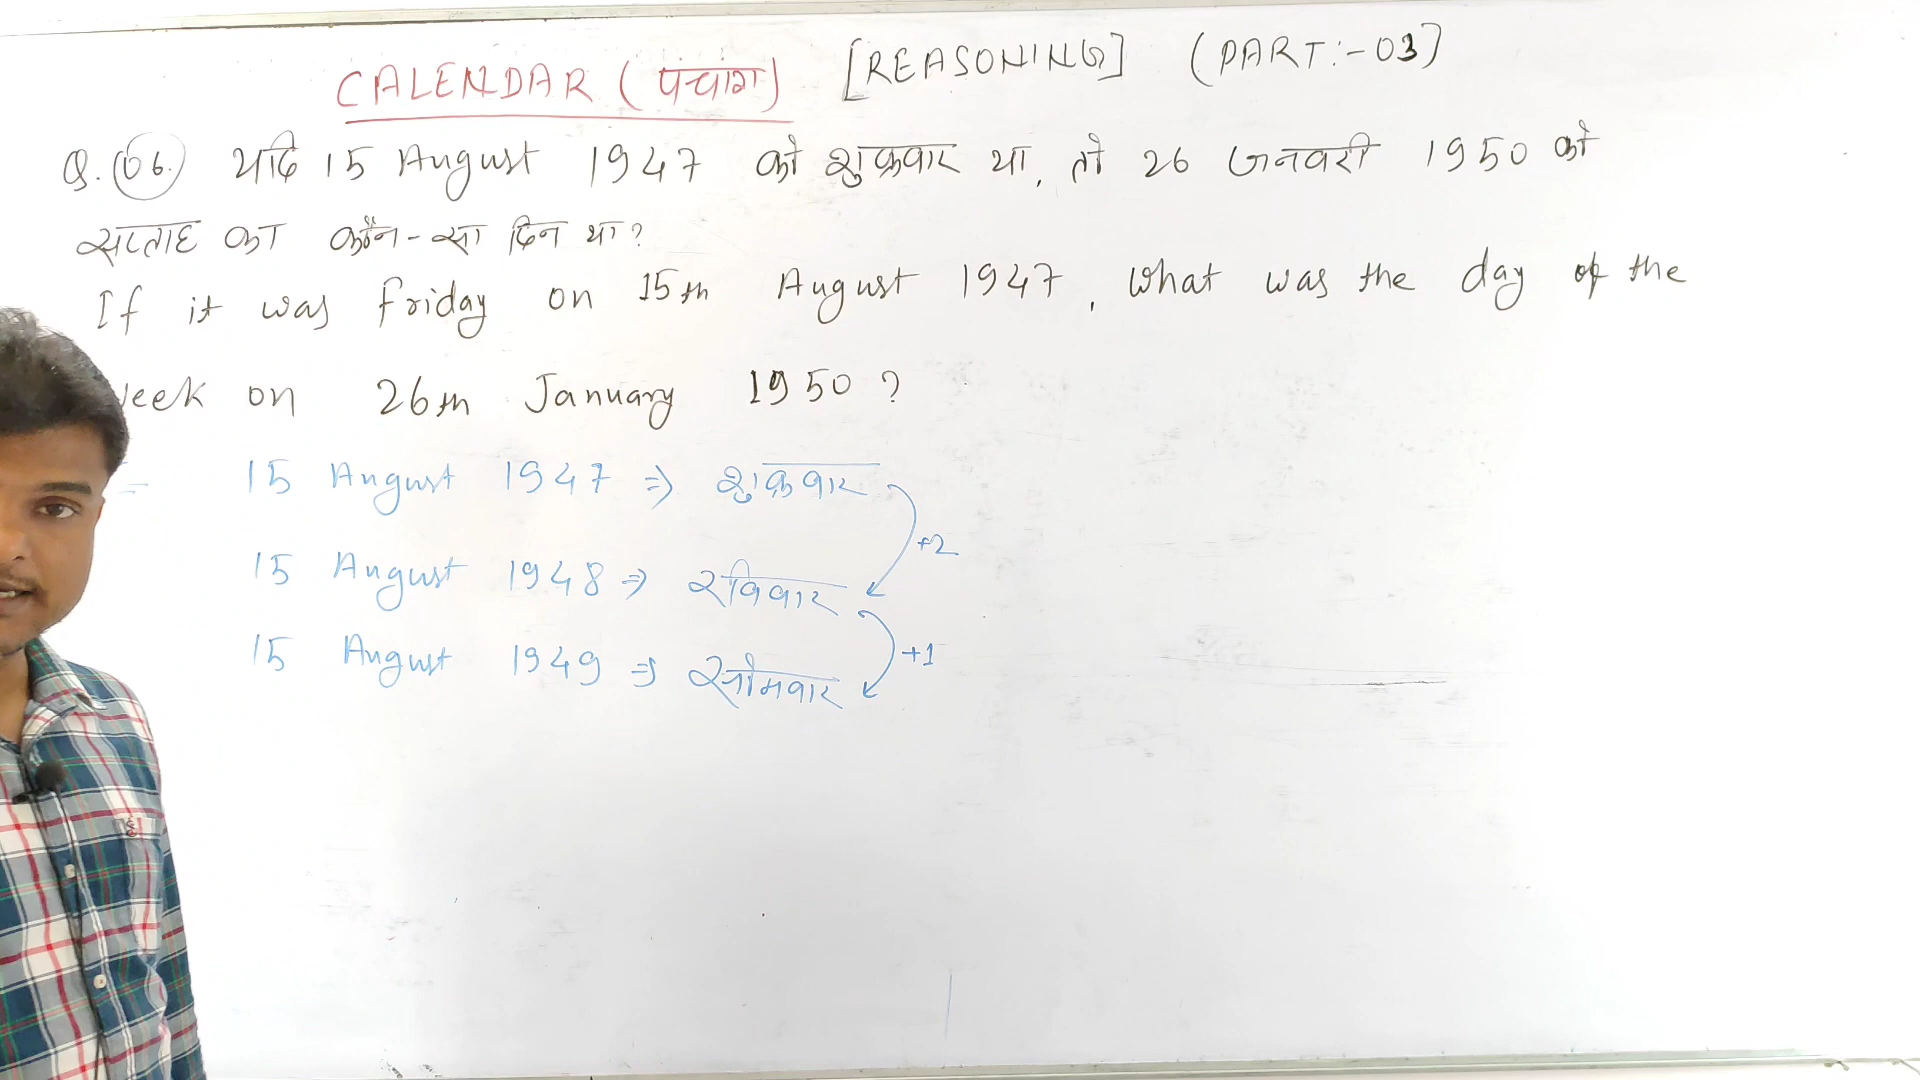 CALENDAR (पंचांग) [REASONING] (PART:-03)
Q. 06. यदि 15 August 1947 को शुक्रवार था, तो 26 जनवरी 1950 को
सप्ताह का कौन-सा दिन था?
If it was Friday on 15th August 1947, What was the day of the
week on 26th January 1950?
15 August 1947 ⇒ शुक्रवार
+2
15 August 1948 ⇒ रविवार
+1
15 August 1949 ⇒ सोमवार